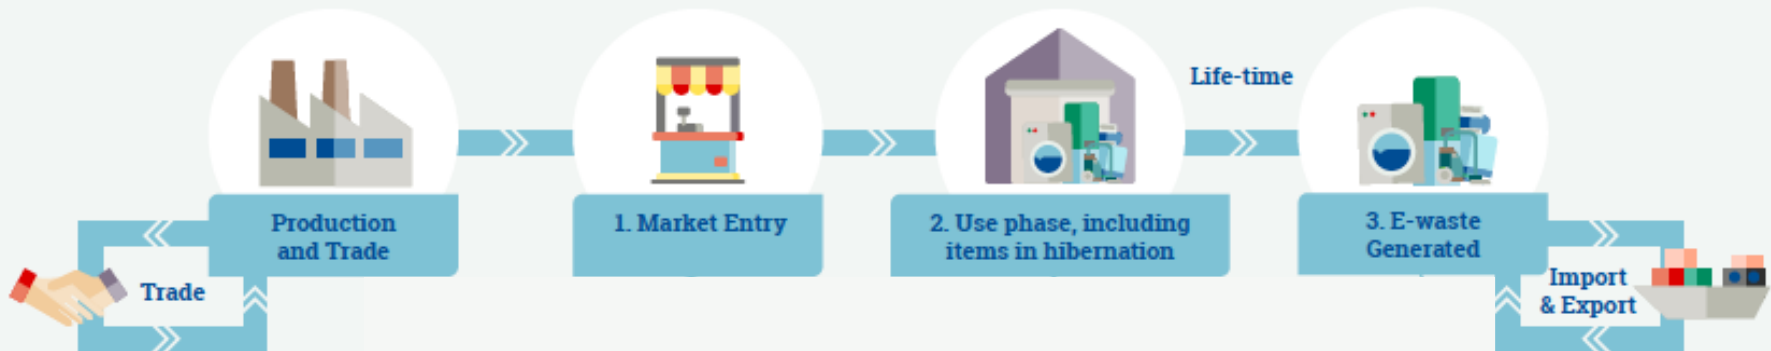 Life-time
Production
and Trade
1. Market Entry
2. Use phase, including
items in hibernation
3. E-waste
Generated
Trade
Import
& Export